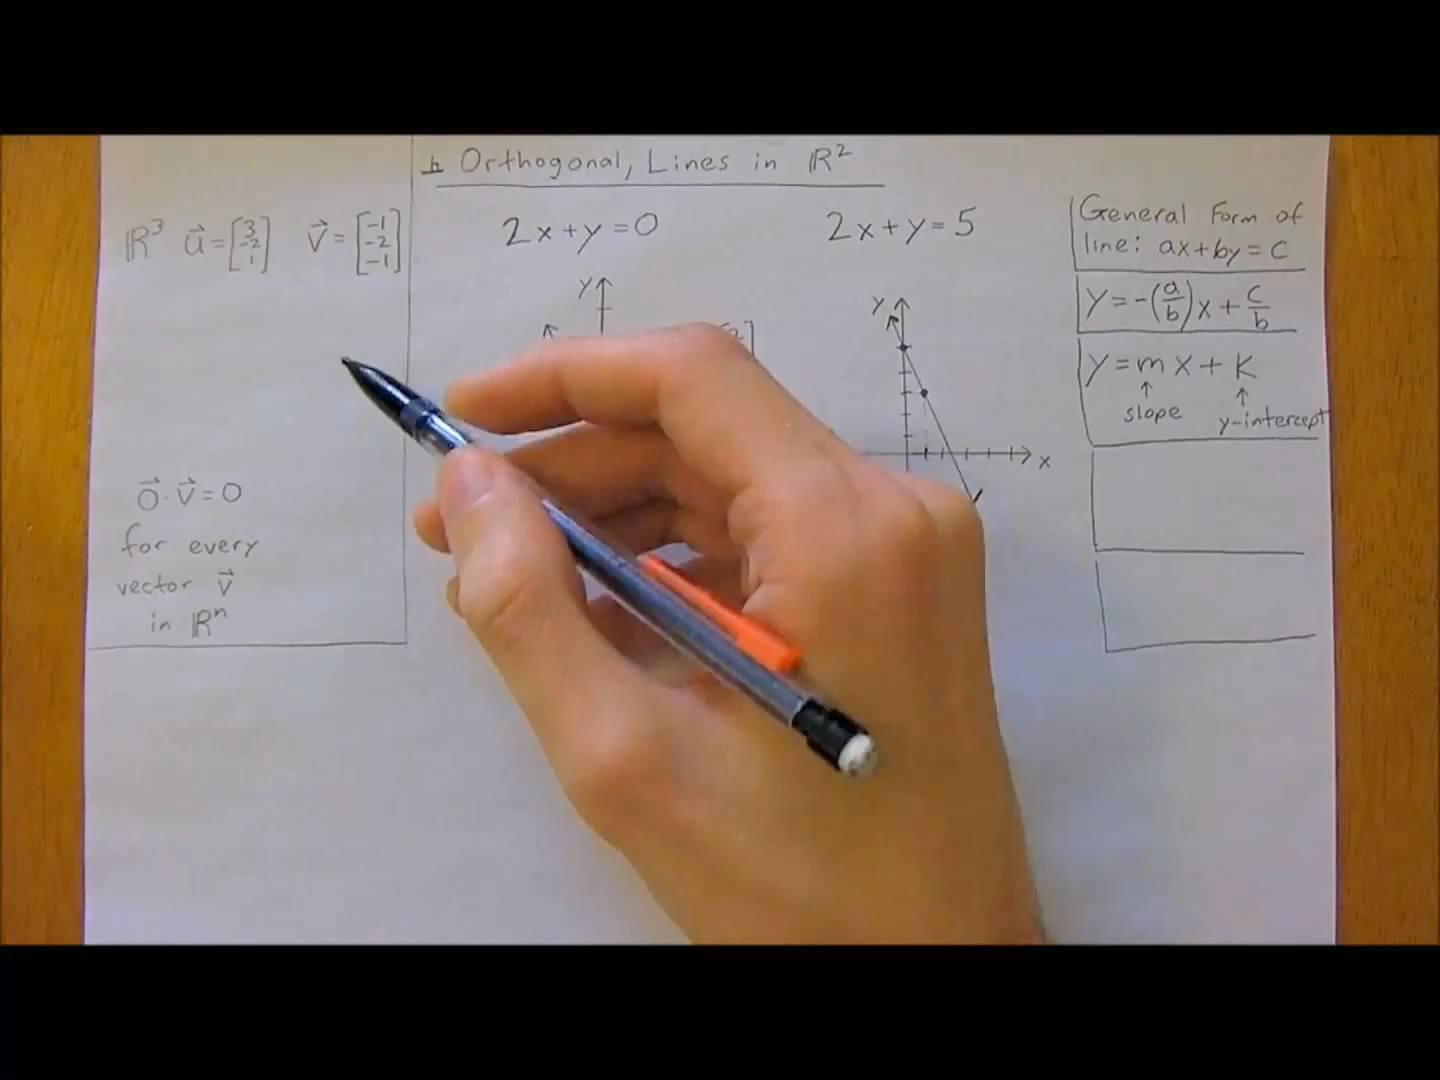 Orthogonal, Lines in ℝ²
ℝ³ u⃗ = [3 -2 1] v⃗ = [-1 -2 -1]
0⃗ · v⃗ = 0
for every
vector v⃗
in ℝⁿ
2x+y=0
y
2x+y=5
y
x
General Form of
line: ax+by=c
y=-(a/b)x+c/b
y=mx+k
↑ ↑
slope y-intercept